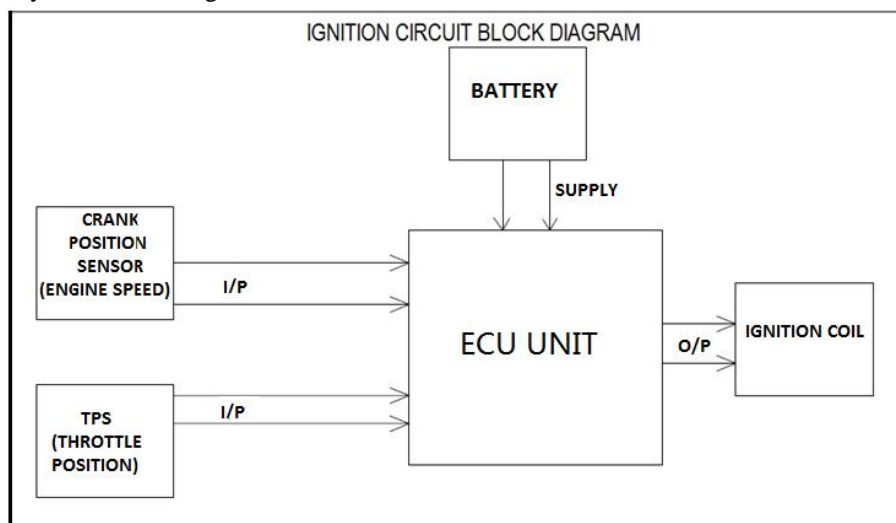 IGNITION CIRCUIT BLOCK DIAGRAM
BATTERY
SUPPLY
CRANK
POSITION
SENSOR
(ENGINE SPEED)
I/P
ECU UNIT
O/P
IGNITION COIL
TPS
(THROTTLE
POSITION)
I/P